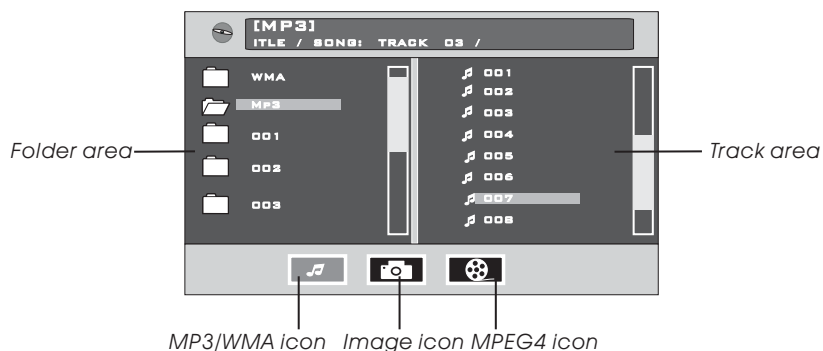 [MP3]
ITLE / SONG: TRACK 03 /
WMA
MP3
001
002
003
001
002
003
004
005
006
007
008
Folder area
Track area
MP3/WMA icon Image icon MPEG4 icon